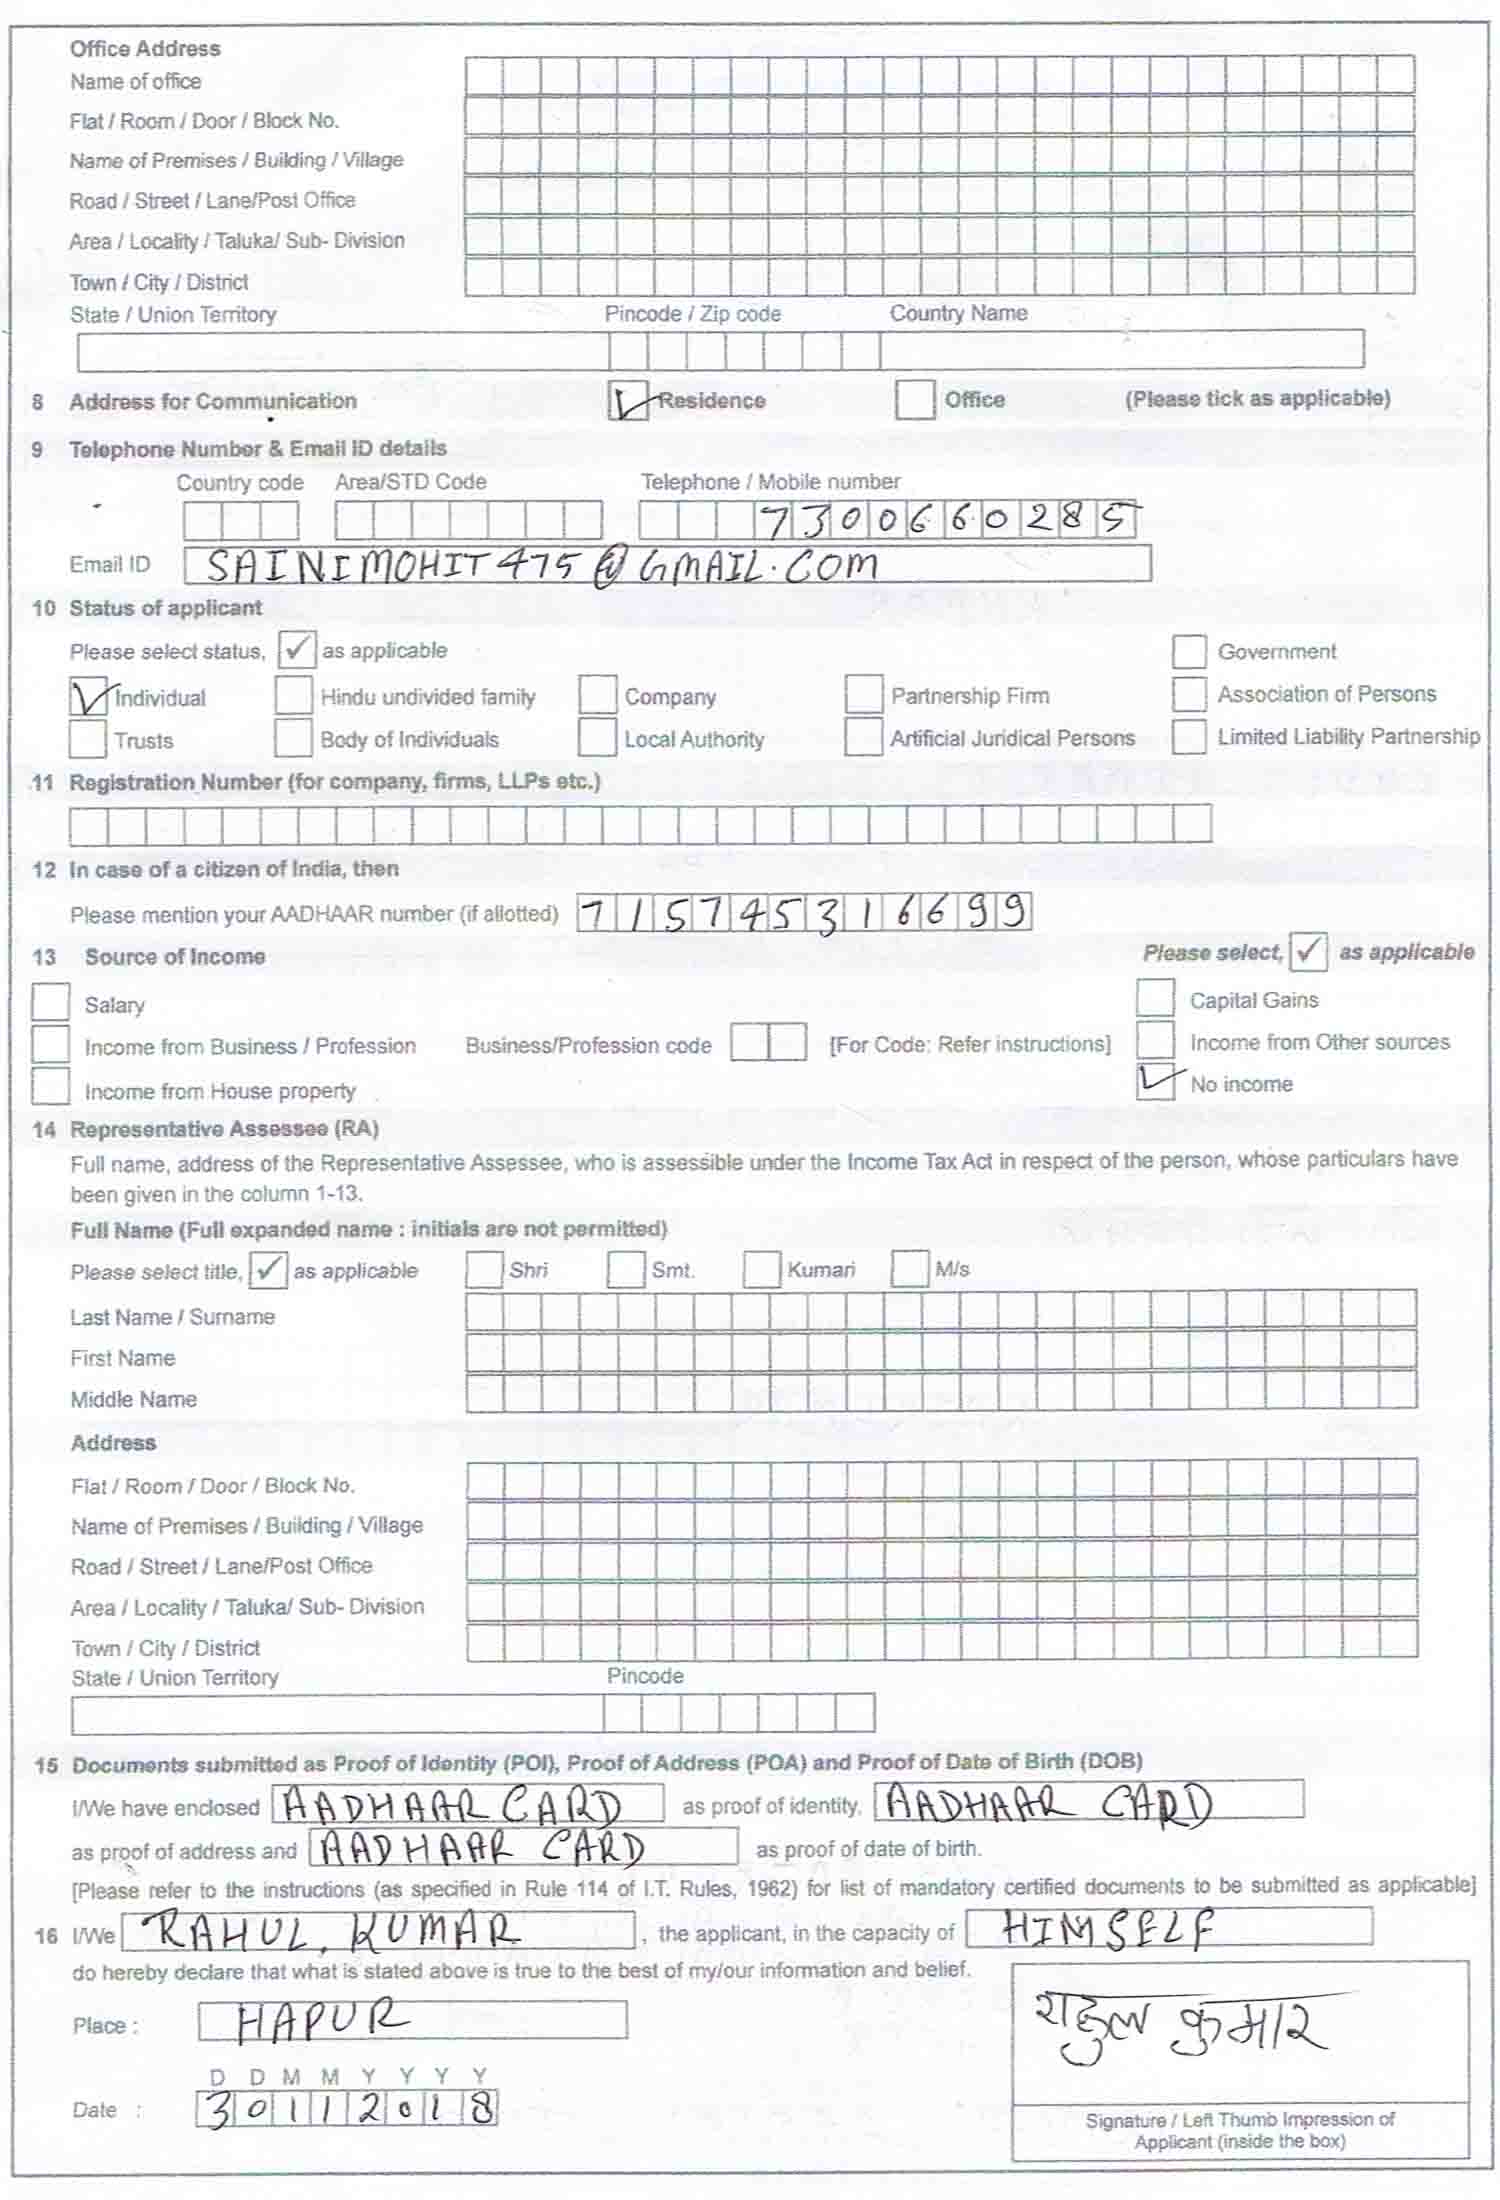 Office Address
Name of office
Flat / Room / Door / Block No.
Name of Premises / Building / Village
Road / Street / Lane/Post Office
Area / Locality / Taluka/ Sub- Division
Town / City / District
State / Union Territory Pincode / Zip code Country Name
8 Address for Communication Residence Office (Please tick as applicable)
9 Telephone Number & Email ID details
Country code Area/STD Code Telephone / Mobile number
7300660285
Email ID SAINIMOHIT475@GMAIL.COM
10 Status of applicant
Please select status, ✓ as applicable Government
Individual Hindu undivided family Company Partnership Firm Association of Persons
Trusts Body of Individuals Local Authority Artificial Juridical Persons Limited Liability Partnership
11 Registration Number (for company, firms, LLPs etc.)
12 In case of a citizen of India, then
Please mention your AADHAAR number (if allotted) 715745316699
13 Source of Income Please select, ✓ as applicable
Salary Capital Gains
Income from Business / Profession Business/Profession code [For Code: Refer instructions] Income from Other sources
Income from House property No income
14 Representative Assessee (RA)
Full name, address of the Representative Assessee, who is assessible under the Income Tax Act in respect of the person, whose particulars have
been given in the column 1-13.
Full Name (Full expanded name : initials are not permitted)
Please select title, ✓ as applicable Shri Smt. Kumari M/s
Last Name / Surname
First Name
Middle Name
Address
Flat / Room / Door / Block No.
Name of Premises / Building / Village
Road / Street / Lane/Post Office
Area / Locality / Taluka/ Sub- Division
Town / City / District
State / Union Territory Pincode
15 Documents submitted as Proof of Identity (POI), Proof of Address (POA) and Proof of Date of Birth (DOB)
I/We have enclosed AADHAAR CARD as proof of identity, AADHAAR CARD
as proof of address and AADHAAR CARD as proof of date of birth.
[Please refer to the instructions (as specified in Rule 114 of I.T. Rules, 1962) for list of mandatory certified documents to be submitted as applicable]
16 I/We RAHUL KUMAR , the applicant, in the capacity of HIMSELF
do hereby declare that what is stated above is true to the best of my/our information and belief.
Place : HAPUR
राहुल कुमार
D D M M Y Y Y Y
Date : 30112018
Signature / Left Thumb Impression of
Applicant (inside the box)